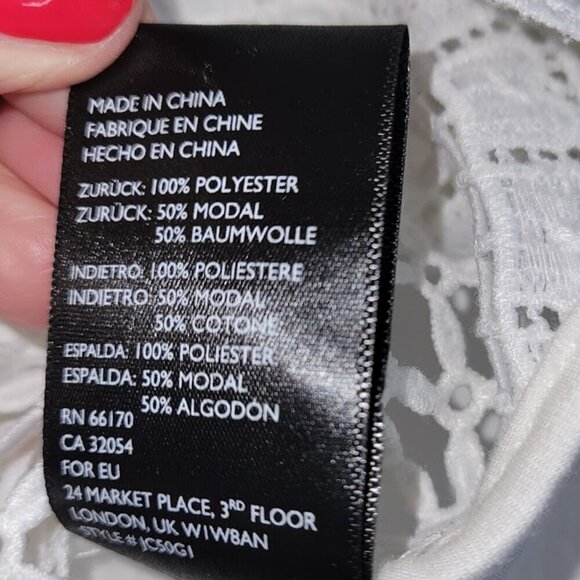 MADE IN CHINA
FABRIQUE EN CHINE
HECHO EN CHINA
ZURÜCK: 100% POLYESTER
ZURÜCK: 50% MODAL
50% BAUMWOLLE
INDIETRO: 100% POLIESTERE
INDIETRO: 50% MODAL
50% COTONE
ESPALDA: 100% POLIESTER
ESPALDA: 50% MODAL
50% ALGODÓN
RN 66170
CA 32054
FOR EU
24 MARKET PLACE, 3RD FLOOR
LONDON, UK W1W8AN
STYLE # JC50G1